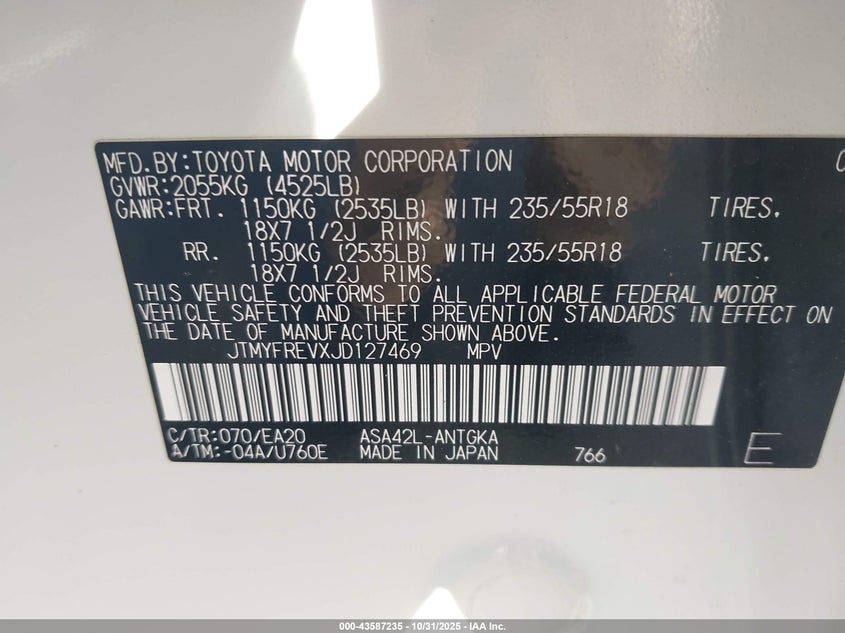 MFD.BY:TOYOTA MOTOR CORPORATION
GVWR:2055KG (4525LB)
GAWR:FRT. 1150KG (2535LB) WITH 235/55R18 TIRES.
18X7 1/2J RIMS.
RR. 1150KG (2535LB) WITH 235/55R18 TIRES.
18X7 1/2J RIMS.
THIS VEHICLE CONFORMS TO ALL APPLICABLE FEDERAL MOTOR
VEHICLE SAFETY AND THEFT PREVENTION STANDARDS IN EFFECT ON
THE DATE OF MANUFACTURE SHOWN ABOVE.
JTMYFREVXJD127469 MPV
C/TR:070/EA20 ASA42L-ANTGKA
A/TM:-04A/U760E MADE IN JAPAN 766 E
000-43587235 - 10/31/2025 - IAA Inc.